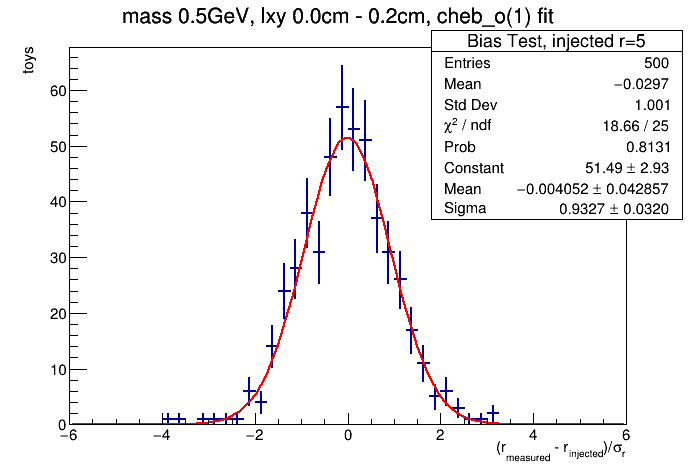 mass 0.5GeV, lxy 0.0cm - 0.2cm, cheb_o(1) fit
toys
Bias Test, injected r=5
Entries 500
Mean −0.0297
Std Dev 1.001
χ² / ndf 18.66 / 25
Prob 0.8131
Constant 51.49 ± 2.93
Mean −0.004052 ± 0.042857
Sigma 0.9327 ± 0.0320
60
50
40
30
20
10
0
−6 −4 −2 0 2 4 6
(r_measured - r_injected)/σ_r